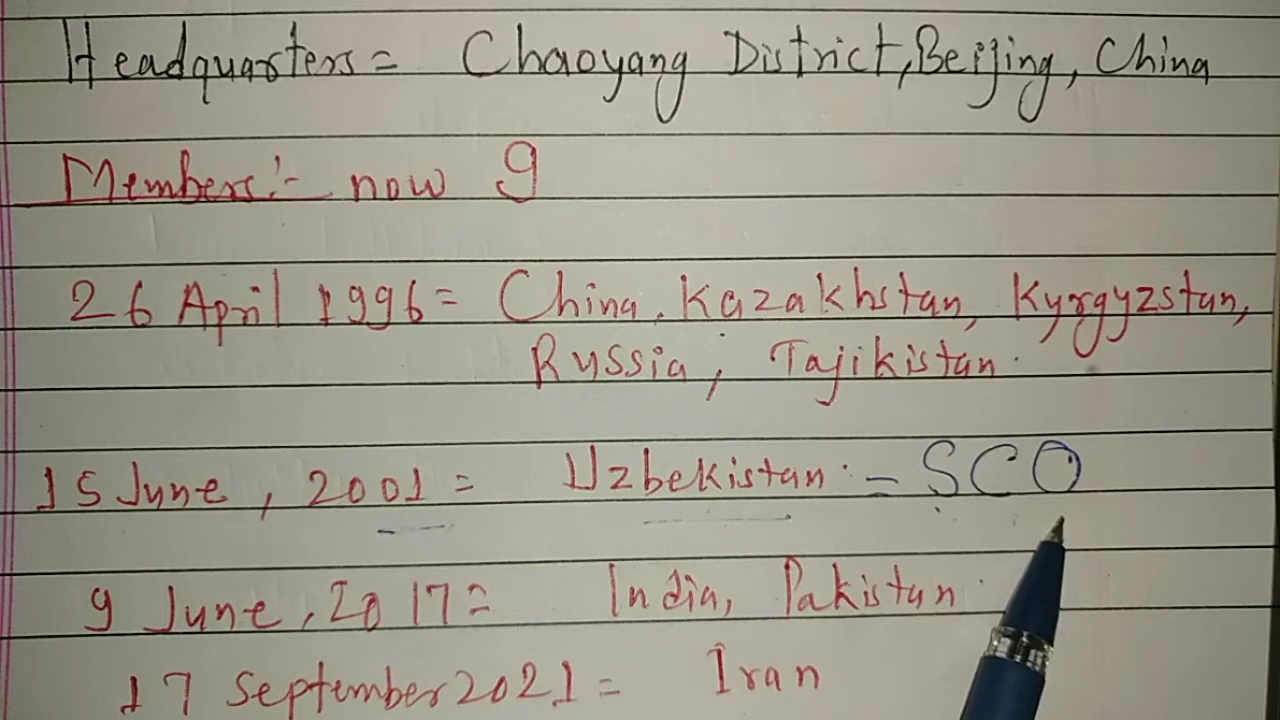 Headquarters = Chaoyang District, Beijing, China
Members:- now 9
26 April 1996 = China, Kazakhstan, Kyrgyzstan,
Russia, Tajikistan.
15 June, 2001 = Uzbekistan :- SCO
9 June, 2017 = India, Pakistan.
17 September 2021 = Iran